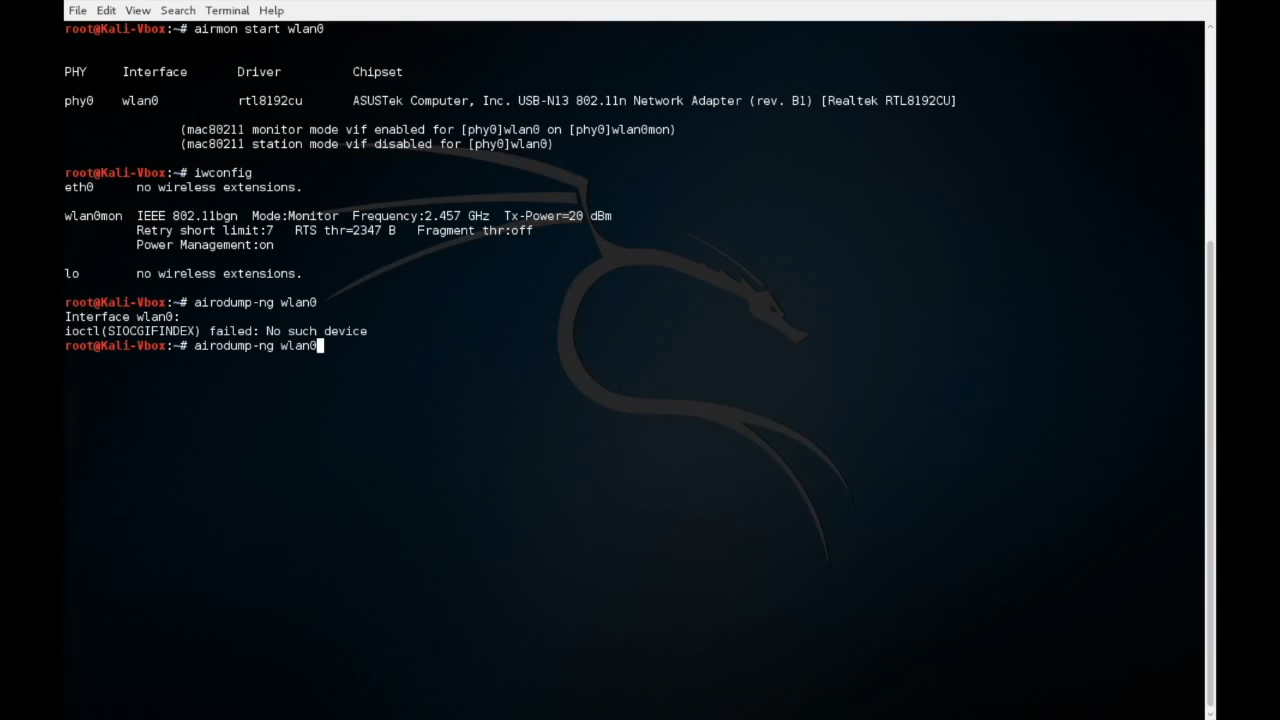 File Edit View Search Terminal Help
root@Kali-Vbox:~# airmon start wlan0
PHY Interface Driver Chipset
phy0 wlan0 rtl8192cu ASUSTek Computer, Inc. USB-N13 802.11n Network Adapter (rev. B1) [Realtek RTL8192CU]
(mac80211 monitor mode vif enabled for [phy0]wlan0 on [phy0]wlan0mon)
(mac80211 station mode vif disabled for [phy0]wlan0)
root@Kali-Vbox:~# iwconfig
eth0 no wireless extensions.
wlan0mon IEEE 802.11bgn Mode:Monitor Frequency:2.457 GHz Tx-Power=20 dBm
Retry short limit:7 RTS thr=2347 B Fragment thr:off
Power Management:on
lo no wireless extensions.
root@Kali-Vbox:~# airodump-ng wlan0
Interface wlan0:
ioctl(SIOCGIFINDEX) failed: No such device
root@Kali-Vbox:~# airodump-ng wlan0